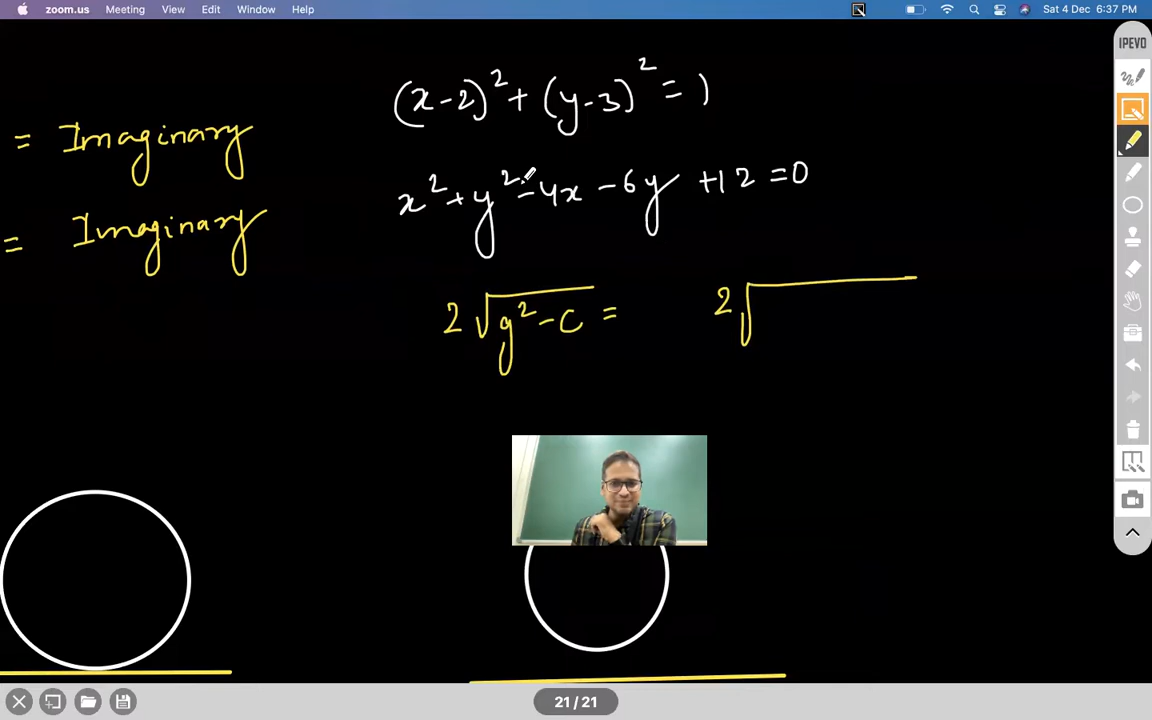 zoom.us Meeting View Edit Window Help Sat 4 Dec 6:37 PM
IPEVO
(x-2)² + (y-3)² = 1
= Imaginary
x² + y² - 4x - 6y + 12 = 0
= Imaginary
2√(g² - c) = 2√
21 / 21